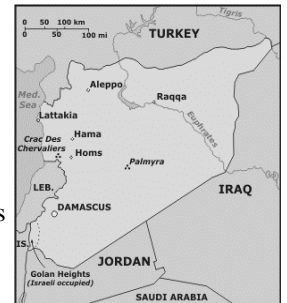 0 50 100 km
0 50 100 mi
TURKEY
Tigris
Aleppo
Raqqa
Med.
Sea
Lattakia
Euphrates
Crac Des
Chervaliers
Hama
Homs
Palmyra
LEB.
IRAQ
DAMASCUS
s
IS.
JORDAN
Golan Heights
(Israeli occupied)
SAUDI ARABIA